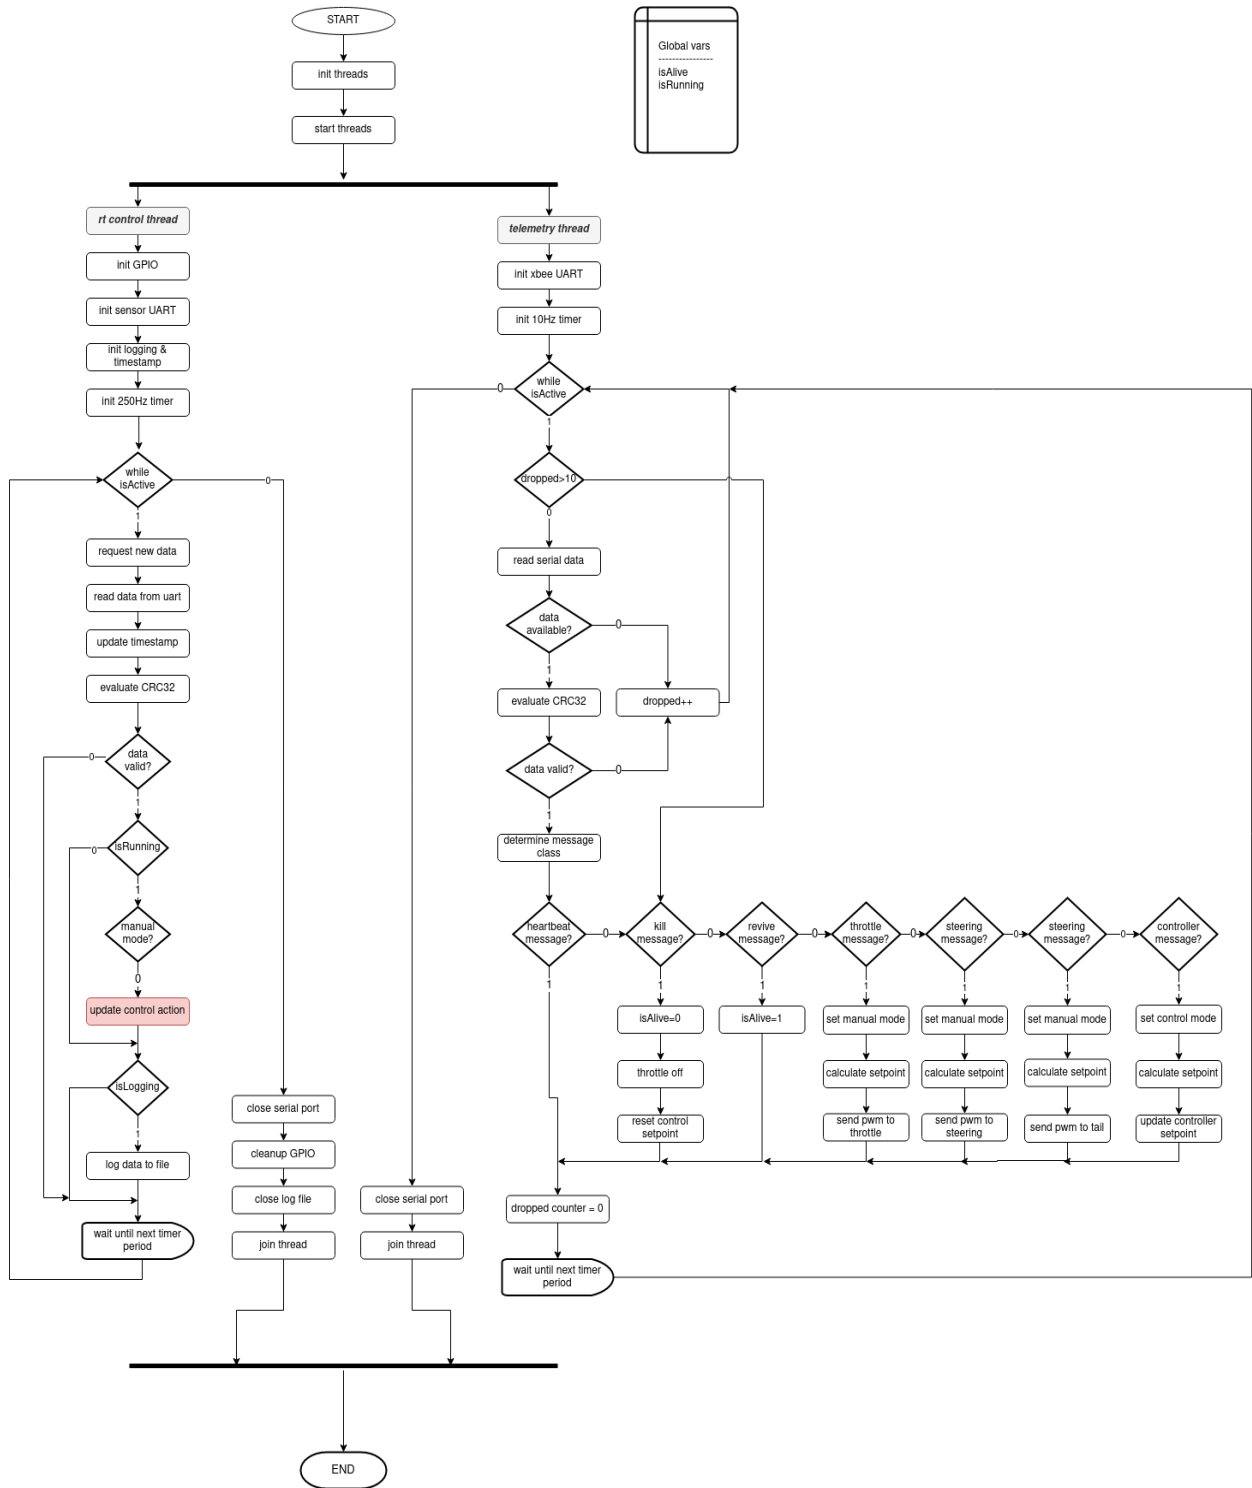 START
init threads
start threads
Global vars
----------------
isAlive
isRunning
rt control thread
init GPIO
init sensor UART
init logging &
timestamp
init 250Hz timer
while
isActive
0
1
request new data
read data from uart
update timestamp
evaluate CRC32
data
valid?
0
1
isRunning
0
1
manual
mode?
0
update control action
isLogging
1
log data to file
wait until next timer
period
close serial port
cleanup GPIO
close log file
join thread
telemetry thread
init xbee UART
init 10Hz timer
while
isActive
0
1
dropped>10
0
read serial data
data
available?
0
1
evaluate CRC32
dropped++
data valid?
0
1
determine message
class
heartbeat
message?
0
kill
message?
0
revive
message?
0
throttle
message?
0
steering
message?
0
steering
message?
0
controller
message?
1
1
1
1
1
1
1
isAlive=0
isAlive=1
set manual mode
set manual mode
set manual mode
set control mode
throttle off
calculate setpoint
calculate setpoint
calculate setpoint
calculate setpoint
reset control
setpoint
send pwm to
throttle
send pwm to
steering
send pwm to tail
update controller
setpoint
dropped counter = 0
wait until next timer
period
close serial port
join thread
END